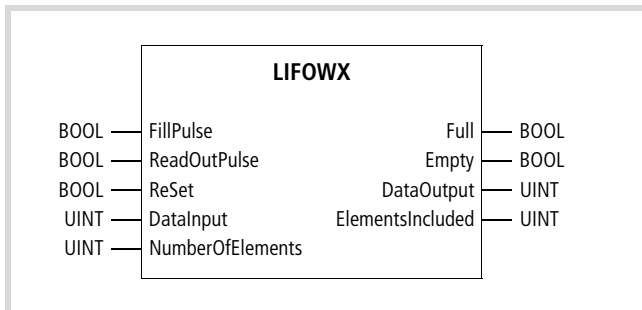 LIFOWX
BOOL FillPulse Full BOOL
BOOL ReadOutPulse Empty BOOL
BOOL ReSet DataOutput UINT
UINT DataInput ElementsIncluded UINT
UINT NumberOfElements